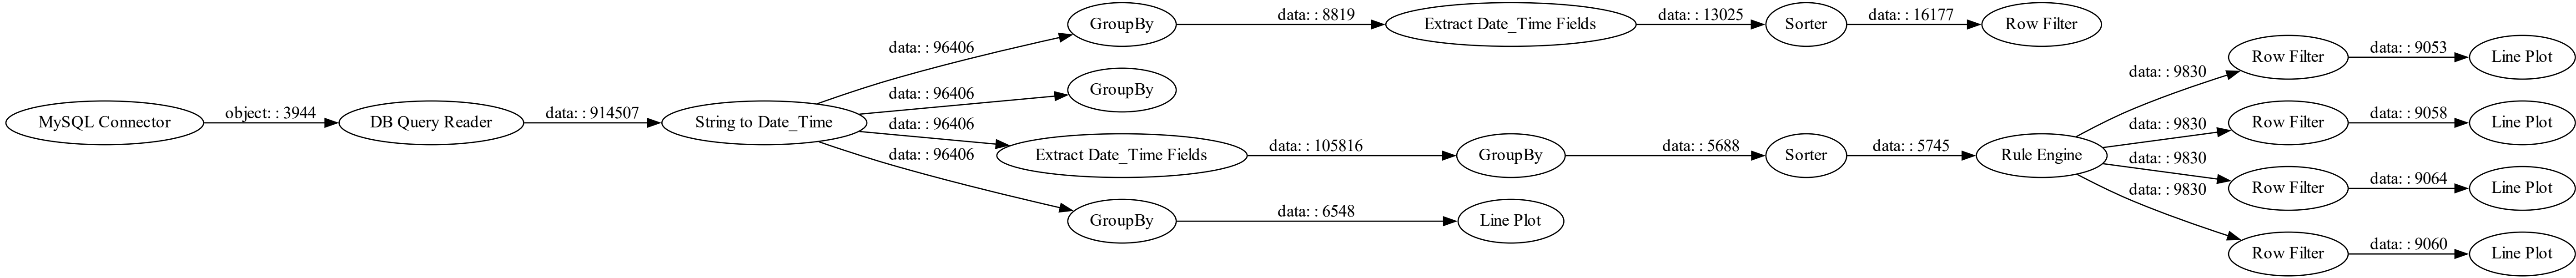 MySQL Connector
object: : 3944
DB Query Reader
data: : 914507
String to Date_Time
data: : 96406
GroupBy
data: : 8819
Extract Date_Time Fields
data: : 13025
Sorter
data: : 16177
Row Filter
data: : 96406
GroupBy
data: : 96406
Extract Date_Time Fields
data: : 105816
GroupBy
data: : 5688
Sorter
data: : 5745
Rule Engine
data: : 9830
Row Filter
data: : 9053
Line Plot
data: : 9830
Row Filter
data: : 9058
Line Plot
data: : 9830
Row Filter
data: : 9064
Line Plot
data: : 9830
Row Filter
data: : 9060
Line Plot
data: : 96406
GroupBy
data: : 6548
Line Plot